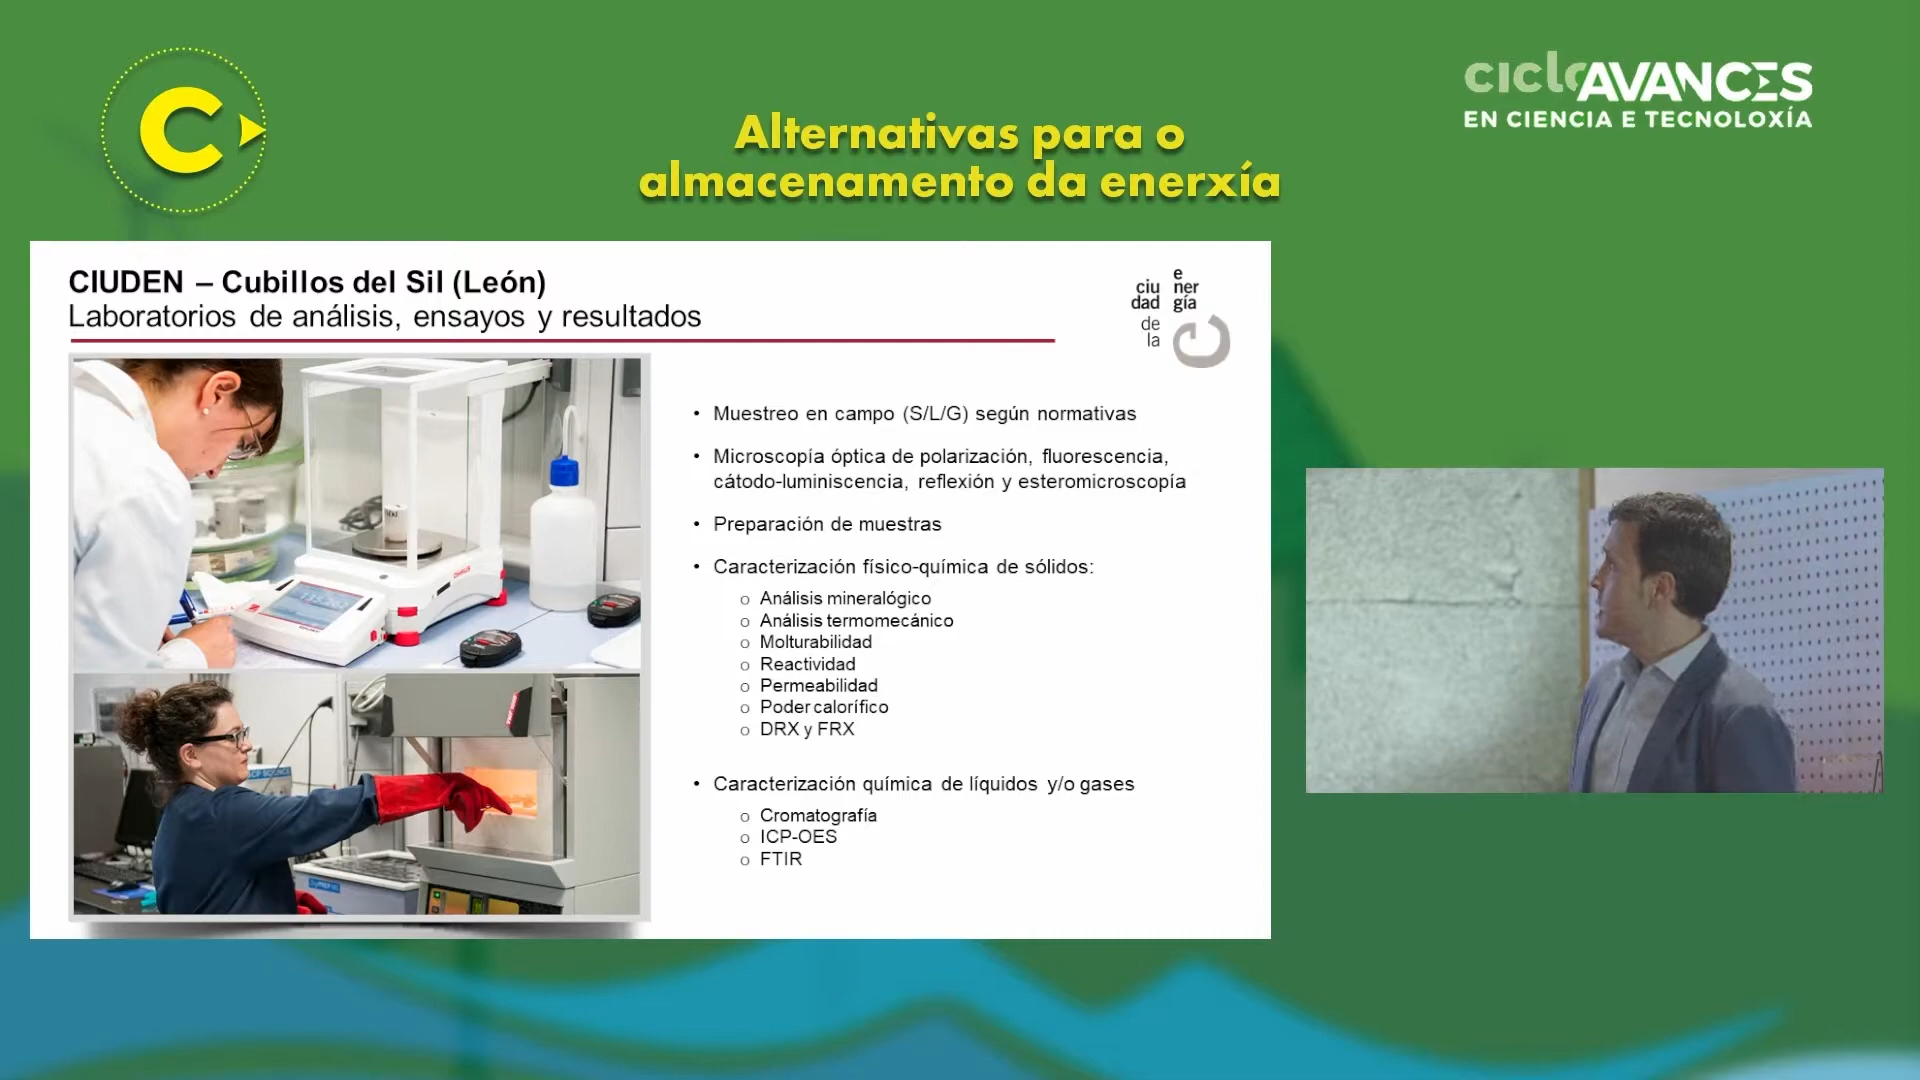 C
cicloAVANCES
EN CIENCIA E TECNOLOXÍA
Alternativas para o
almacenamento da enerxía
CIUDEN – Cubillos del Sil (León)
Laboratorios de análisis, ensayos y resultados
ciu
dad
de
la
e
ner
gía
• Muestreo en campo (S/L/G) según normativas
• Microscopía óptica de polarización, fluorescencia,
cátodo-luminiscencia, reflexión y esteromicroscopía
• Preparación de muestras
• Caracterización físico-química de sólidos:
o Análisis mineralógico
o Análisis termomecánico
o Molturabilidad
o Reactividad
o Permeabilidad
o Poder calorífico
o DRX y FRX
• Caracterización química de líquidos y/o gases
o Cromatografía
o ICP-OES
o FTIR